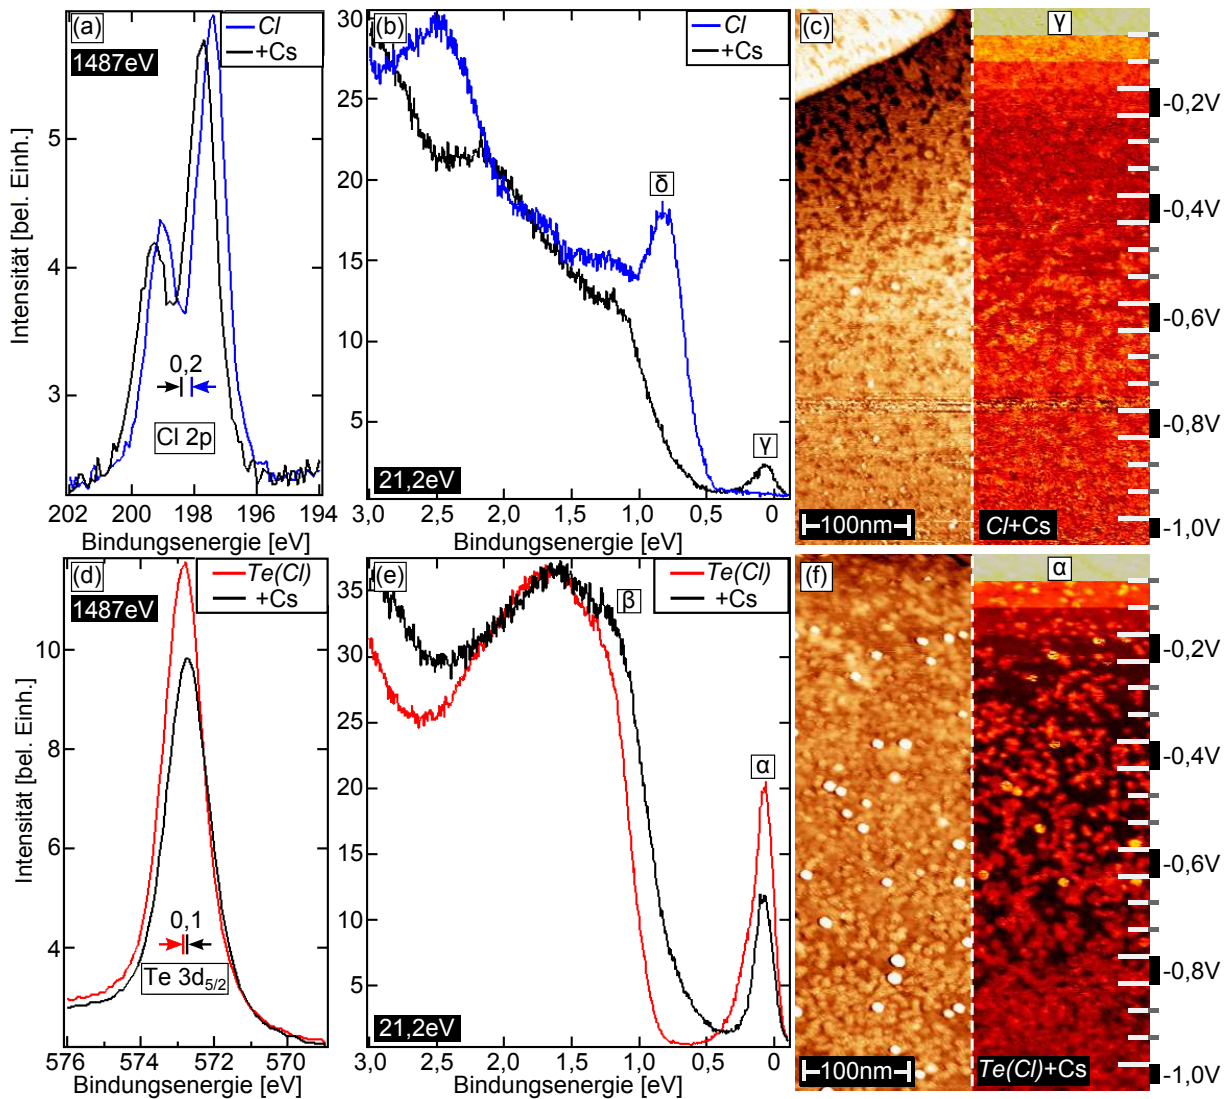 (a)
Cl
+Cs
1487eV
Intensität [bel. Einh.]
5
4
3
0,2
Cl 2p
202 200 198 196 194
Bindungsenergie [eV]
(b)
Cl
+Cs
30
25
20
15
10
5
δ
γ
21,2eV
3,0 2,5 2,0 1,5 1,0 0,5 0
Bindungsenergie [eV]
(c)
γ
-0,2V
-0,4V
-0,6V
-0,8V
-1,0V
100nm
Cl+Cs
(d)
Te(Cl)
+Cs
1487eV
Intensität [bel. Einh.]
10
8
6
4
0,1
Te 3d5/2
576 574 572 570
Bindungsenergie [eV]
(e)
Te(Cl)
+Cs
35
30
25
20
15
10
5
β
α
21,2eV
3,0 2,5 2,0 1,5 1,0 0,5 0
Bindungsenergie [eV]
(f)
α
-0,2V
-0,4V
-0,6V
-0,8V
-1,0V
100nm
Te(Cl)+Cs